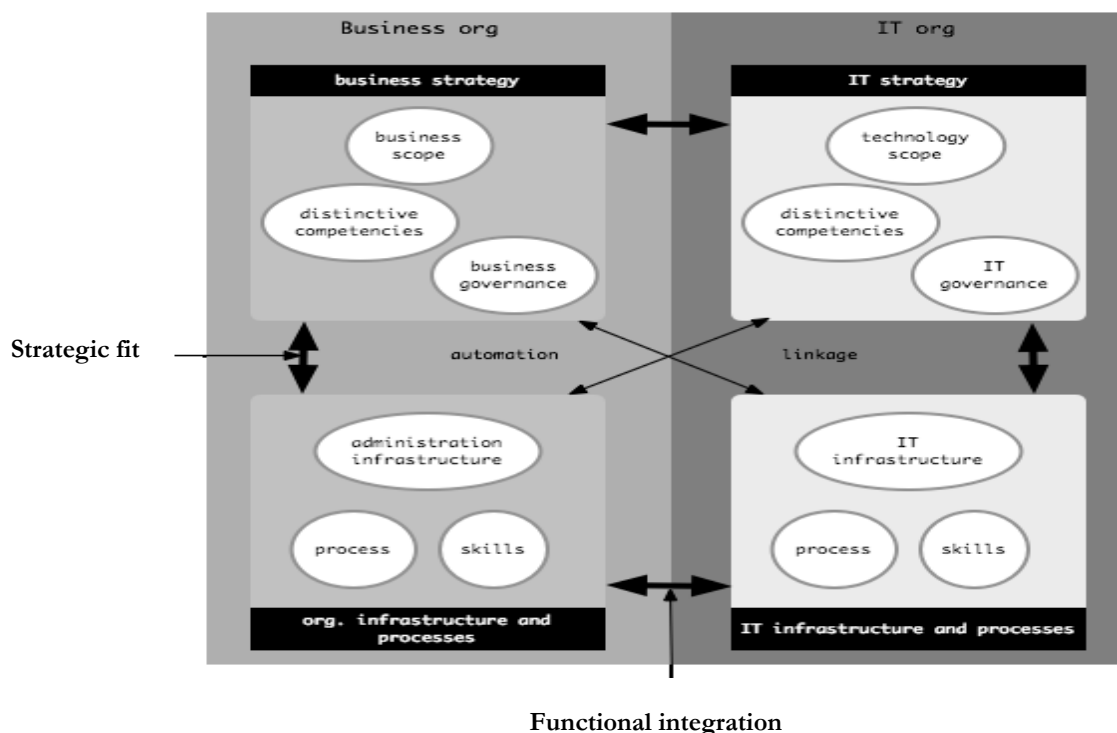 Business org
IT org
business strategy
IT strategy
business
scope
technology
scope
distinctive
competencies
distinctive
competencies
business
governance
IT
governance
Strategic fit
automation
linkage
administration
infrastructure
IT
infrastructure
process
skills
process
skills
org. infrastructure and
processes
IT infrastructure and processes
Functional integration